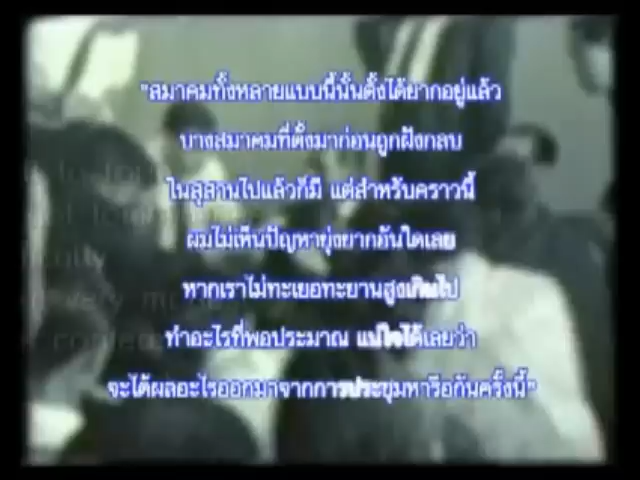 "สมาคมทั้งหลายแบบนี้นั้นตั้งได้ยากอยู่แล้ว
บางสมาคมที่ตั้งมาก่อนถูกฝังกลบ
ในสุสานไปแล้วก็มี แต่สำหรับคราวนี้
ผมไม่เห็นปัญหายุ่งยากอันใดเลย
หากเราไม่ทะเยอทะยานสูงเกินไป
ทำอะไรที่พอประมาณ แน่ใจได้เลยว่า
จะได้ผลอะไรออกมาจากการประชุมหารือกันครั้งนี้"